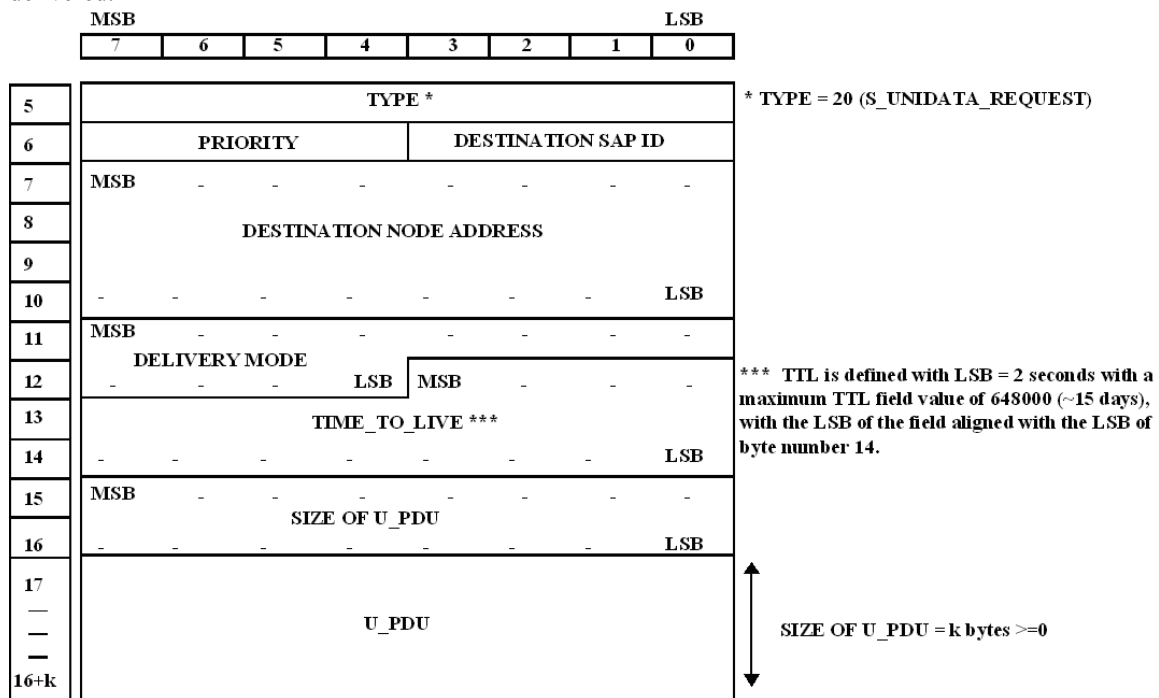 MSB LSB
7 6 5 4 3 2 1 0
5 TYPE * * TYPE = 20 (S_UNIDATA_REQUEST)
6 PRIORITY DESTINATION SAP ID
7 MSB - - - - - - -
8 DESTINATION NODE ADDRESS
9
10 - - - - - - - LSB
11 MSB - - - - - - -
DELIVERY MODE
12 - - - LSB MSB - - -
13 TIME_TO_LIVE ***
14 - - - - - - - LSB
*** TTL is defined with LSB = 2 seconds with a
maximum TTL field value of 648000 (~15 days),
with the LSB of the field aligned with the LSB of
byte number 14.
15 MSB - - - - - - -
SIZE OF U_PDU
16 - - - - - - - LSB
17
—
—
—
U_PDU
SIZE OF U_PDU = k bytes >=0
16+k